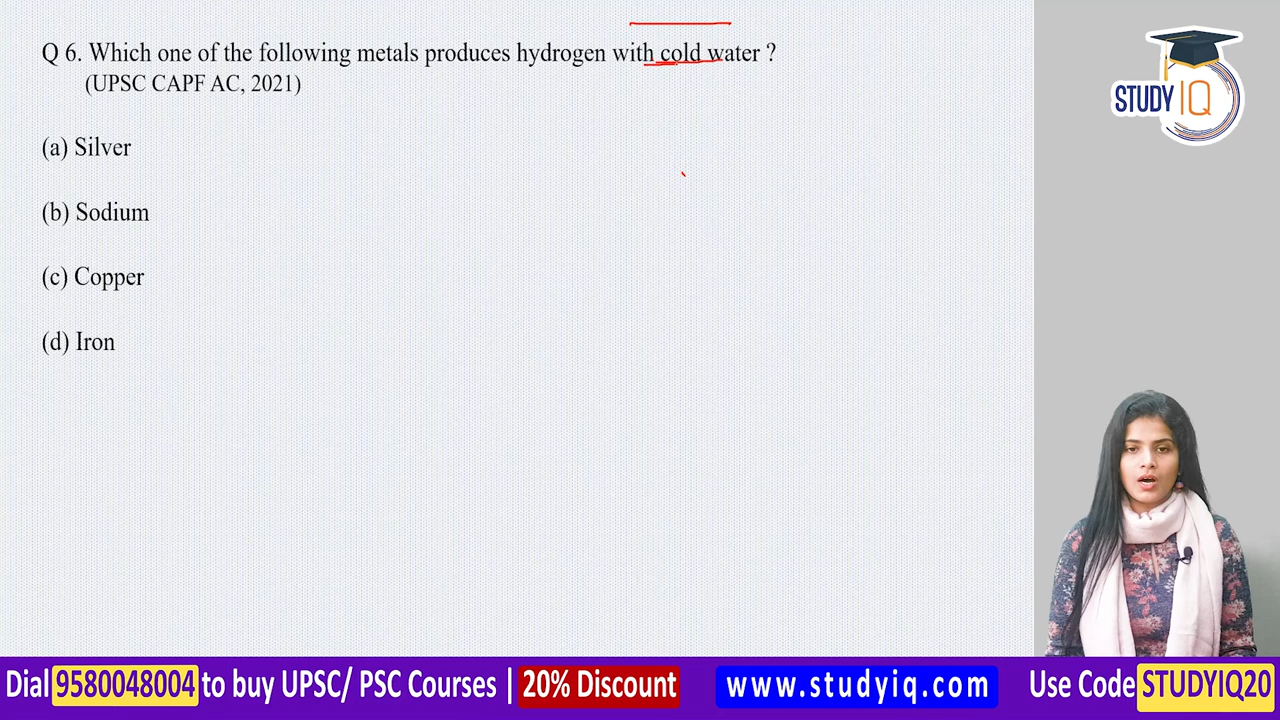 Q 6. Which one of the following metals produces hydrogen with cold water ?
(UPSC CAPF AC, 2021)
(a) Silver
(b) Sodium
(c) Copper
(d) Iron
STUDY IQ
Dial 9580048004 to buy UPSC/ PSC Courses | 20% Discount www.studyiq.com Use Code STUDYIQ20